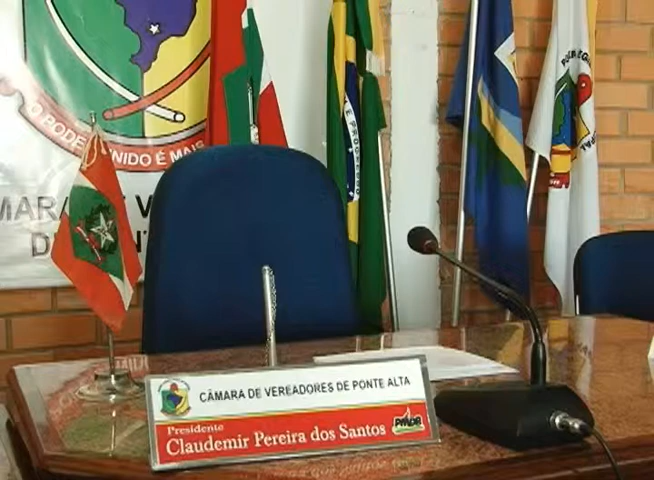 O PODER UNIDO É MAIS
CÂMARA DE VEREADORES DE PONTE ALTA
Presidente
Claudemir Pereira dos Santos
PMDB